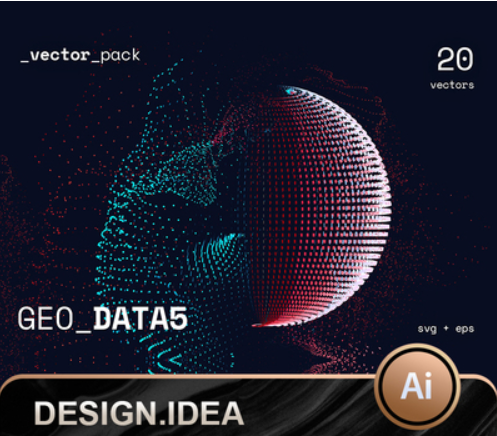 _vector_pack
20
vectors
GEO_DATA5
svg + eps
Ai
DESIGN.IDEA